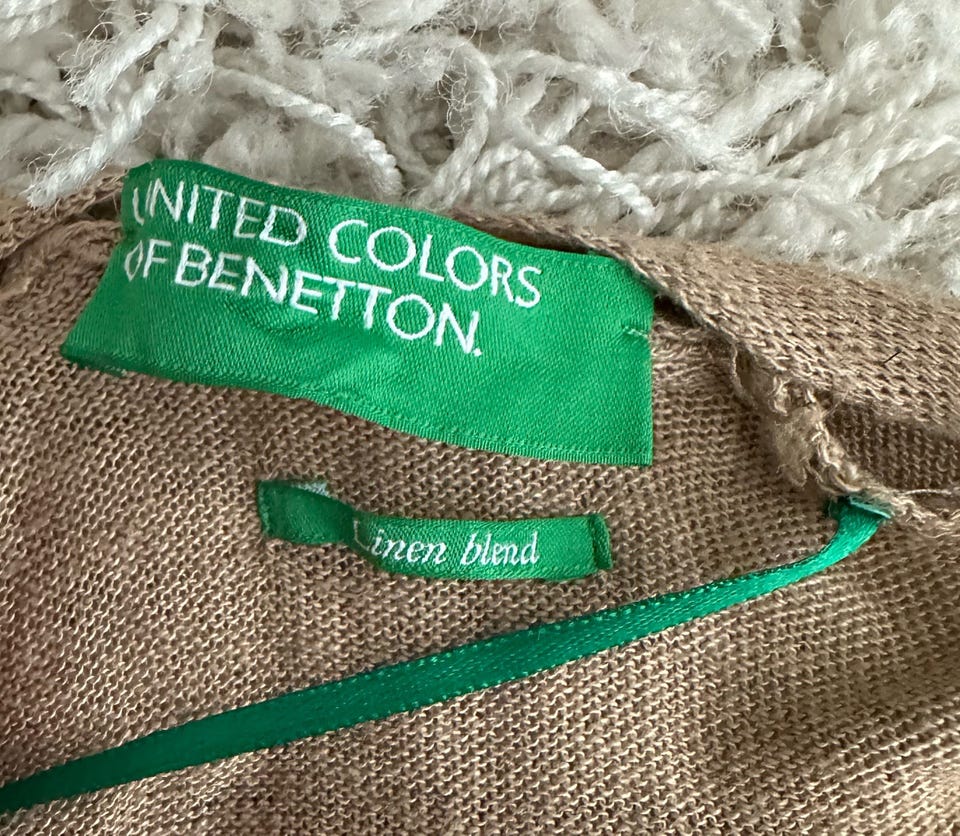 UNITED COLORS
OF BENETTON.
Linen blend